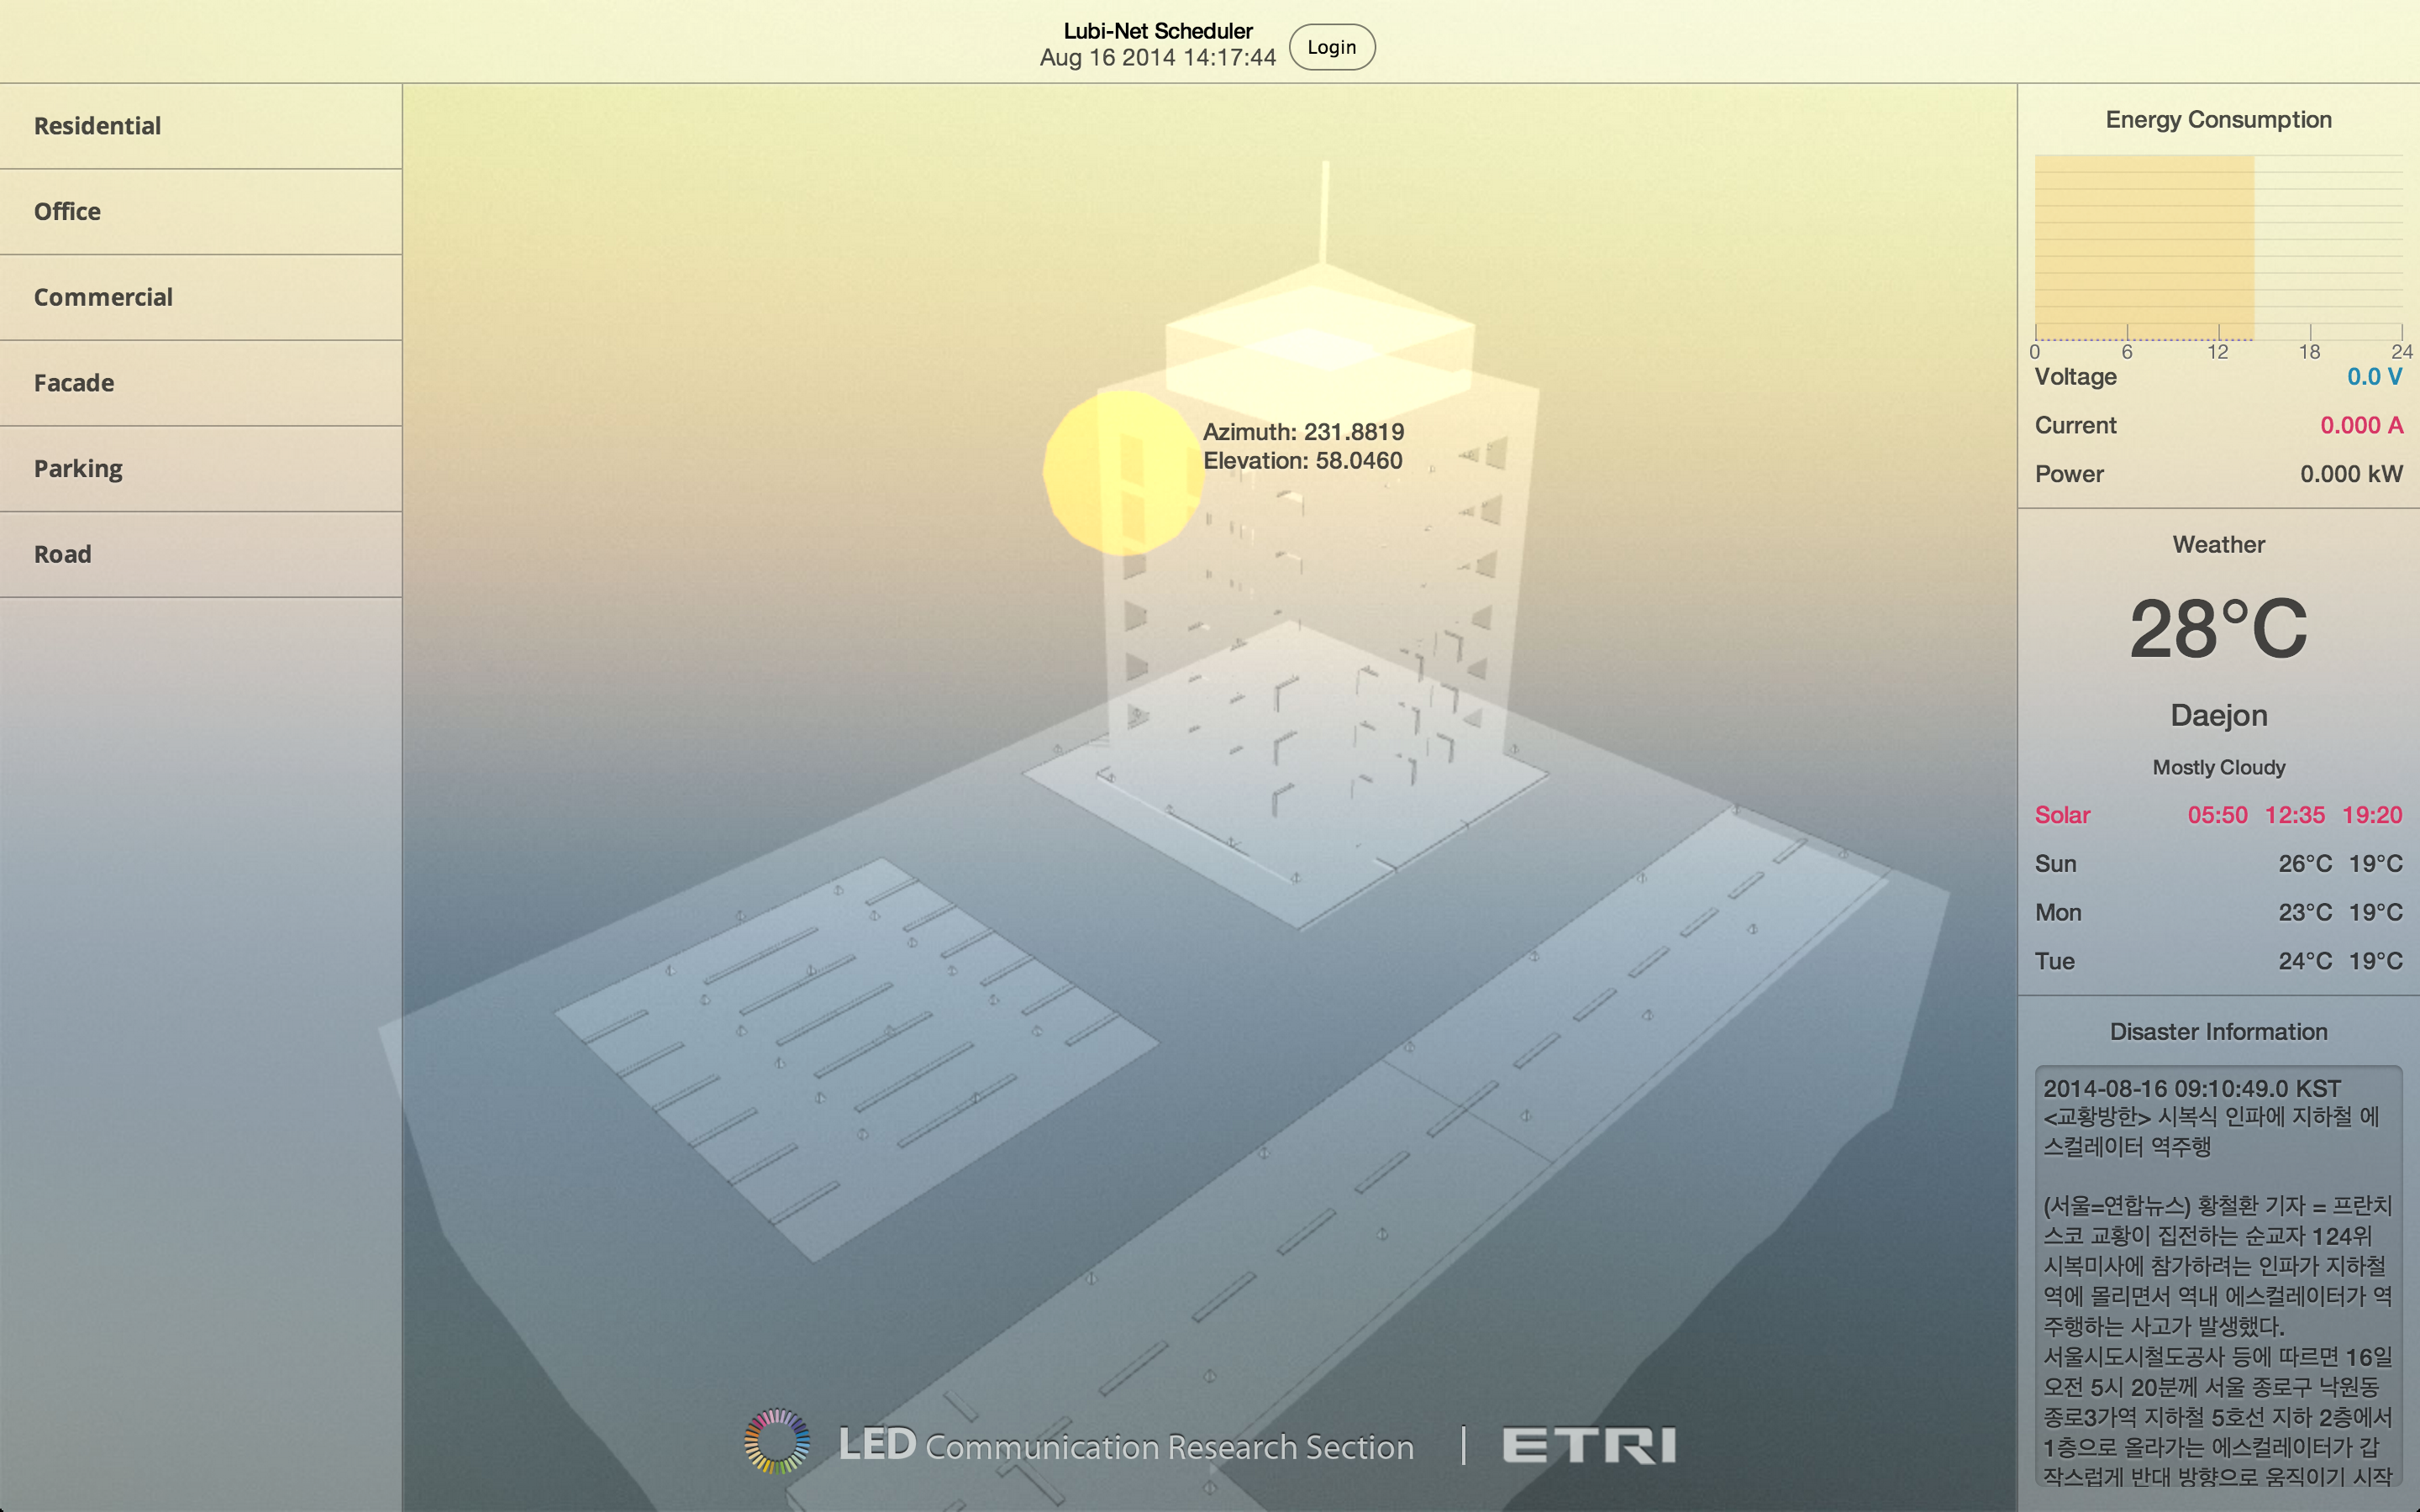 Lubi-Net Scheduler
Aug 16 2014 14:17:44
Login
Residential
Office
Commercial
Facade
Parking
Road
Azimuth: 231.8819
Elevation: 58.0460
Energy Consumption
0 6 12 18 24
Voltage 0.0 V
Current 0.000 A
Power 0.000 kW
Weather
28°C
Daejon
Mostly Cloudy
Solar 05:50 12:35 19:20
Sun 26°C 19°C
Mon 23°C 19°C
Tue 24°C 19°C
Disaster Information
2014-08-16 09:10:49.0 KST
<교황방한> 시복식 인파에 지하철 에
스컬레이터 역주행
(서울=연합뉴스) 황철환 기자 = 프란치
스코 교황이 집전하는 순교자 124위
시복미사에 참가하려는 인파가 지하철
역에 몰리면서 역내 에스컬레이터가 역
주행하는 사고가 발생했다.
서울시도시철도공사 등에 따르면 16일
오전 5시 20분께 서울 종로구 낙원동
종로3가역 지하철 5호선 지하 2층에서
1층으로 올라가는 에스컬레이터가 갑
작스럽게 반대 방향으로 움직이기 시작
LED Communication Research Section | ETRI